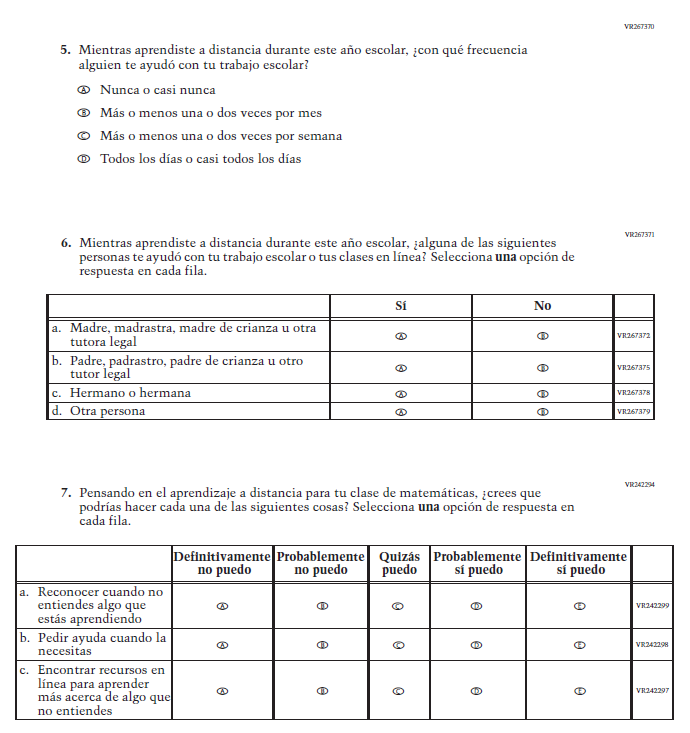 VR267370
5. Mientras aprendiste a distancia durante este año escolar, ¿con qué frecuencia
alguien te ayudó con tu trabajo escolar?
Ⓐ Nunca o casi nunca
Ⓑ Más o menos una o dos veces por mes
Ⓒ Más o menos una o dos veces por semana
Ⓓ Todos los días o casi todos los días
VR267371
6. Mientras aprendiste a distancia durante este año escolar, ¿alguna de las siguientes
personas te ayudó con tu trabajo escolar o tus clases en línea? Selecciona una opción de
respuesta en cada fila.
Sí No
a. Madre, madrastra, madre de crianza u otra
tutora legal Ⓐ Ⓑ VR267372
b. Padre, padrastro, padre de crianza u otro
tutor legal Ⓐ Ⓑ VR267375
c. Hermano o hermana Ⓐ Ⓑ VR267378
d. Otra persona Ⓐ Ⓑ VR267379
VR242294
7. Pensando en el aprendizaje a distancia para tu clase de matemáticas, ¿crees que
podrías hacer cada una de las siguientes cosas? Selecciona una opción de respuesta en
cada fila.
Definitivamente Probablemente Quizás Probablemente Definitivamente
no puedo no puedo puedo sí puedo sí puedo
a. Reconocer cuando no
entiendes algo que Ⓐ Ⓑ Ⓒ Ⓓ Ⓔ VR242299
estás aprendiendo
b. Pedir ayuda cuando la
necesitas Ⓐ Ⓑ Ⓒ Ⓓ Ⓔ VR242298
c. Encontrar recursos en
línea para aprender
más acerca de algo que Ⓐ Ⓑ Ⓒ Ⓓ Ⓔ VR242297
no entiendes